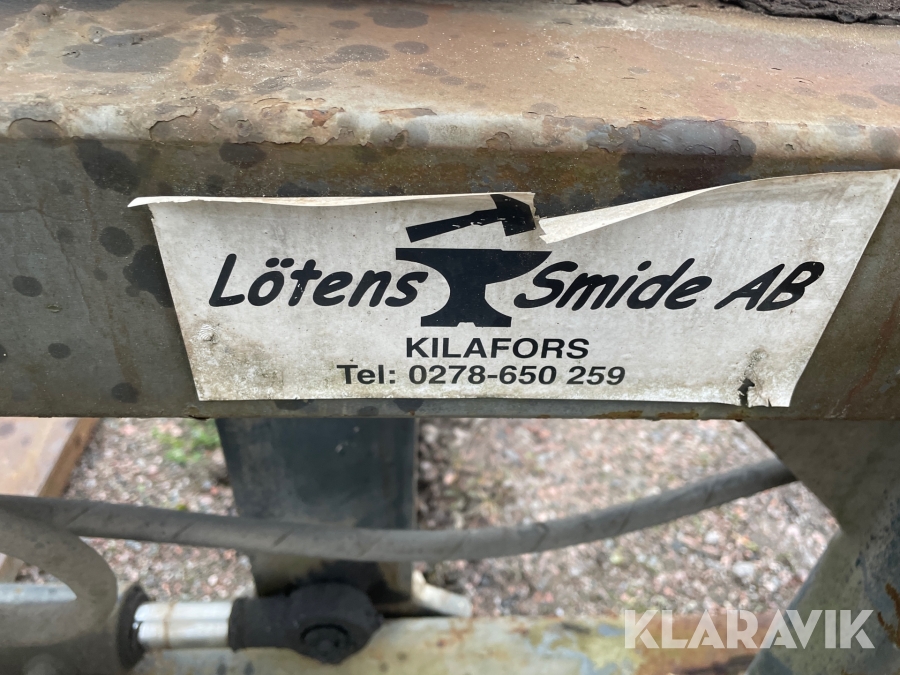 Lötens Smide AB
KILAFORS
Tel: 0278-650 259
KLARAVIK